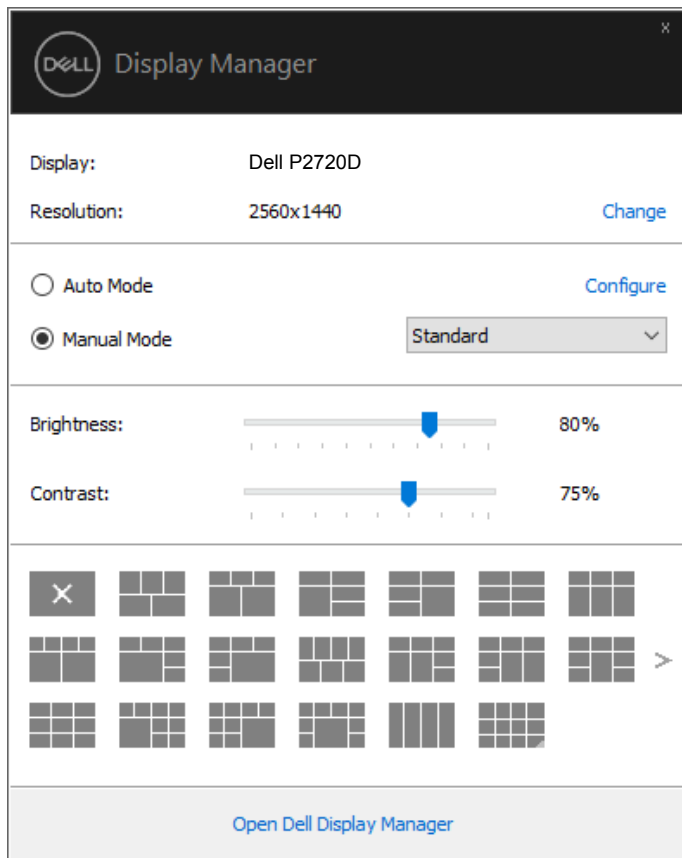 x
DELL Display Manager
Display: Dell P2720D
Resolution: 2560x1440 Change
Auto Mode Configure
Manual Mode Standard
Brightness: 80%
Contrast: 75%
Open Dell Display Manager